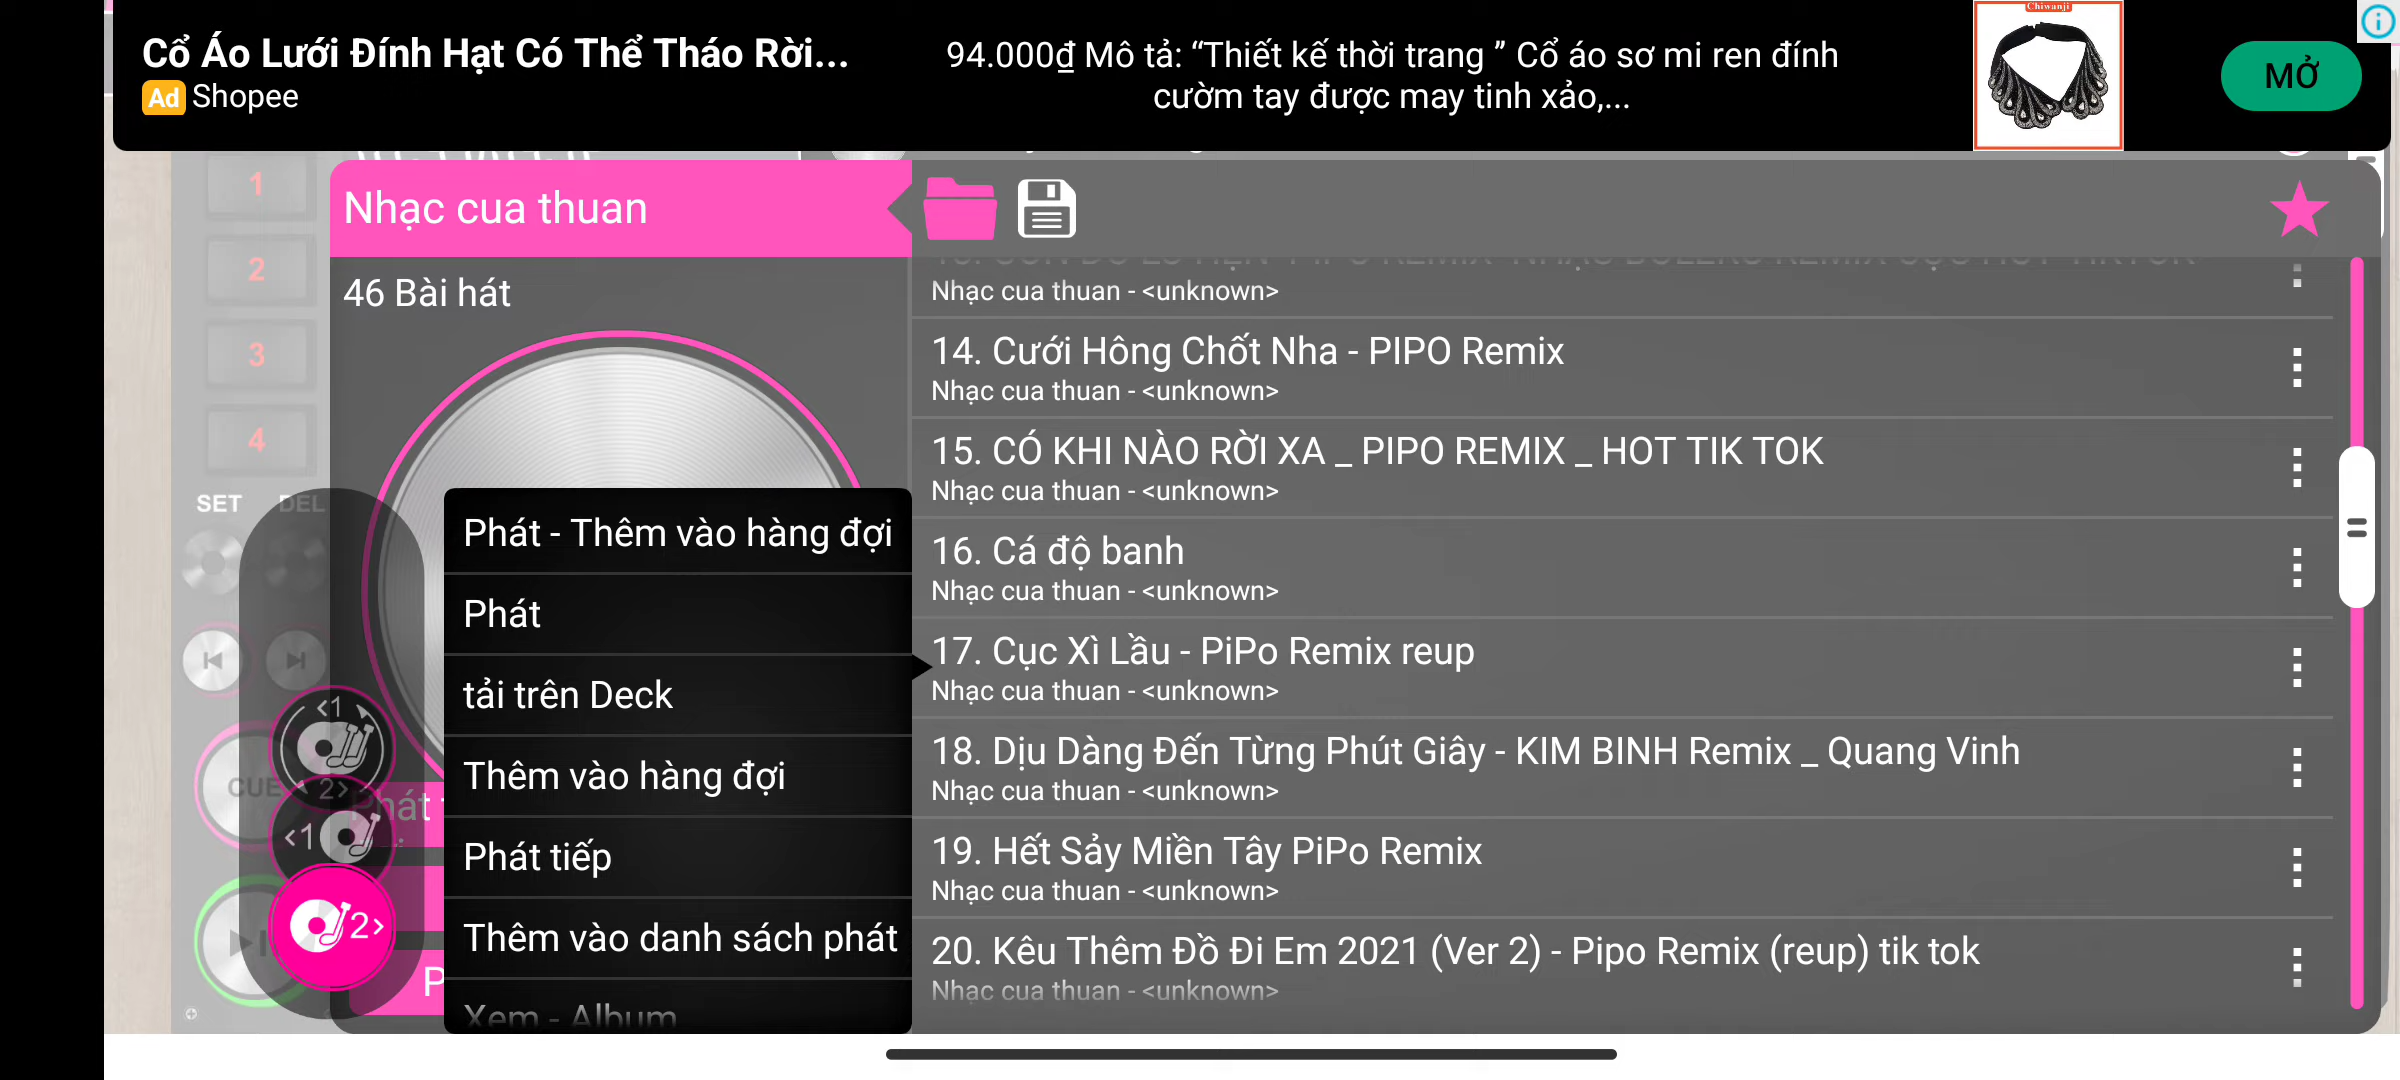 Cổ Áo Lưới Đính Hạt Có Thể Tháo Rời...
Ad Shopee
94.000₫ Mô tả: “Thiết kế thời trang ” Cổ áo sơ mi ren đính
cườm tay được may tinh xảo,...
Chiwanji
MỞ
Nhạc cua thuan
46 Bài hát
1
2
3
4
SET DEL
CUE
<1
2>
<1
2>
Phát
P
Phát - Thêm vào hàng đợi
Phát
tải trên Deck
Thêm vào hàng đợi
Phát tiếp
Thêm vào danh sách phát
Xem - Album
Nhạc cua thuan - <unknown>
14. Cưới Hông Chốt Nha - PIPO Remix
Nhạc cua thuan - <unknown>
15. CÓ KHI NÀO RỜI XA _ PIPO REMIX _ HOT TIK TOK
Nhạc cua thuan - <unknown>
16. Cá độ banh
Nhạc cua thuan - <unknown>
17. Cục Xì Lầu - PiPo Remix reup
Nhạc cua thuan - <unknown>
18. Dịu Dàng Đến Từng Phút Giây - KIM BINH Remix _ Quang Vinh
Nhạc cua thuan - <unknown>
19. Hết Sảy Miền Tây PiPo Remix
Nhạc cua thuan - <unknown>
20. Kêu Thêm Đồ Đi Em 2021 (Ver 2) - Pipo Remix (reup) tik tok
Nhạc cua thuan - <unknown>